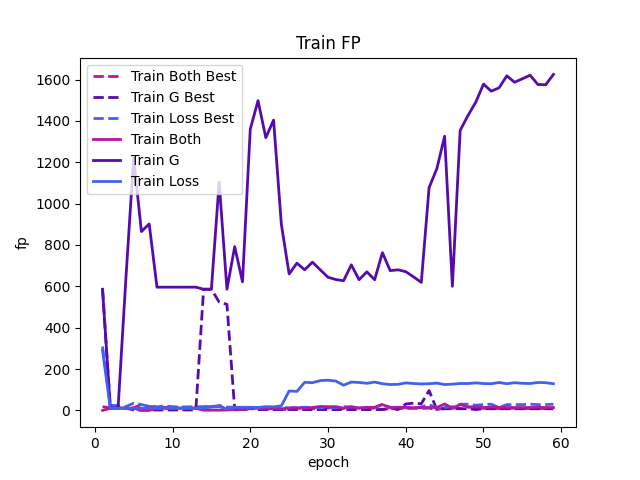 Train FP
Train Both Best
Train G Best
Train Loss Best
Train Both
Train G
Train Loss
fp
1600
1400
1200
1000
800
600
400
200
0
0 10 20 30 40 50 60
epoch